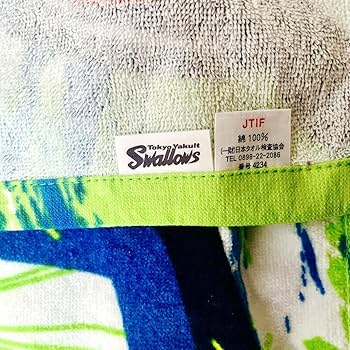 Tokyo Yakult
Swallows
JTIF
綿 100%
(一財)日本タオル検査協会
TEL 0898-22-2086
番号 4234